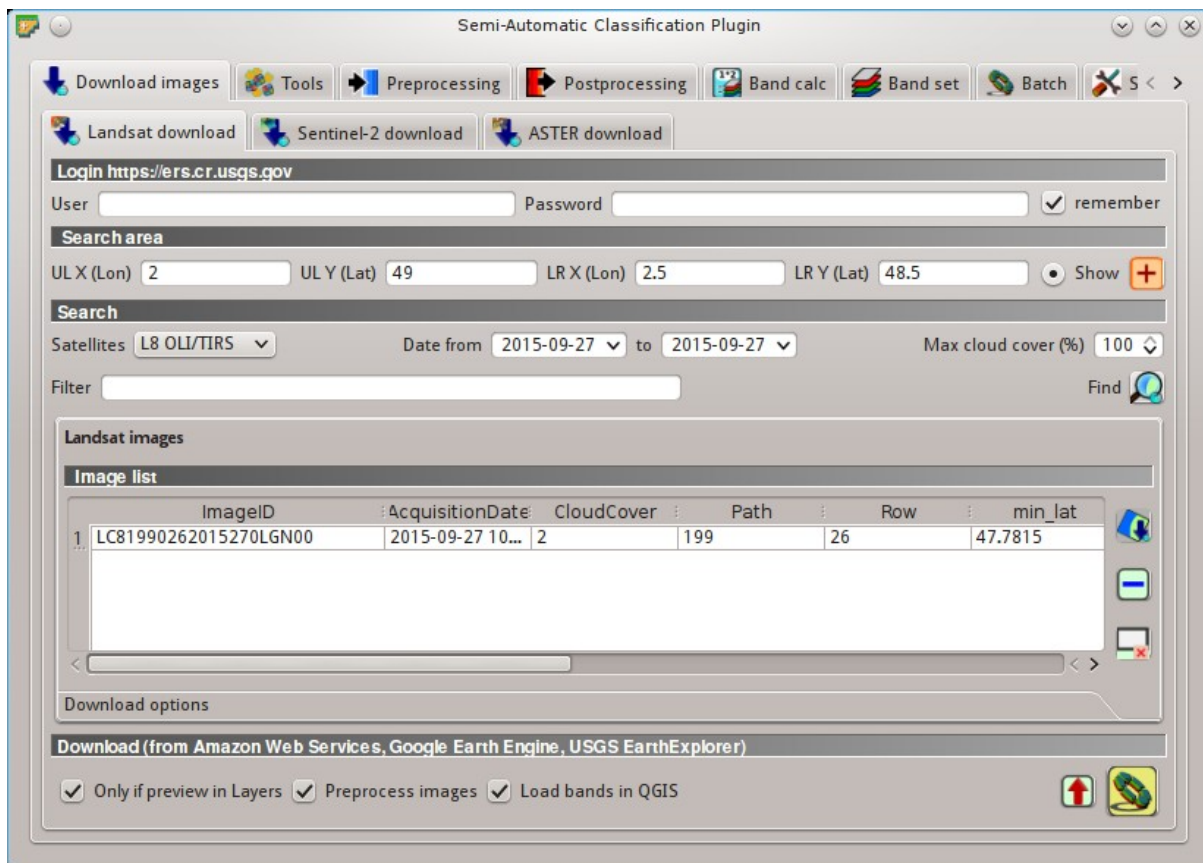 Semi-Automatic Classification Plugin
Download images Tools Preprocessing Postprocessing Band calc Band set Batch S
Landsat download Sentinel-2 download ASTER download
Login https://ers.cr.usgs.gov
User Password remember
Search area
UL X (Lon) 2 UL Y (Lat) 49 LR X (Lon) 2.5 LR Y (Lat) 48.5 Show
Search
Satellites L8 OLI/TIRS Date from 2015-09-27 to 2015-09-27 Max cloud cover (%) 100
Filter Find
Landsat images
Image list
ImageID AcquisitionDate CloudCover Path Row min_lat
1 LC81990262015270LGN00 2015-09-27 10... 2 199 26 47.7815
Download options
Download (from Amazon Web Services, Google Earth Engine, USGS EarthExplorer)
Only if preview in Layers Preprocess images Load bands in QGIS